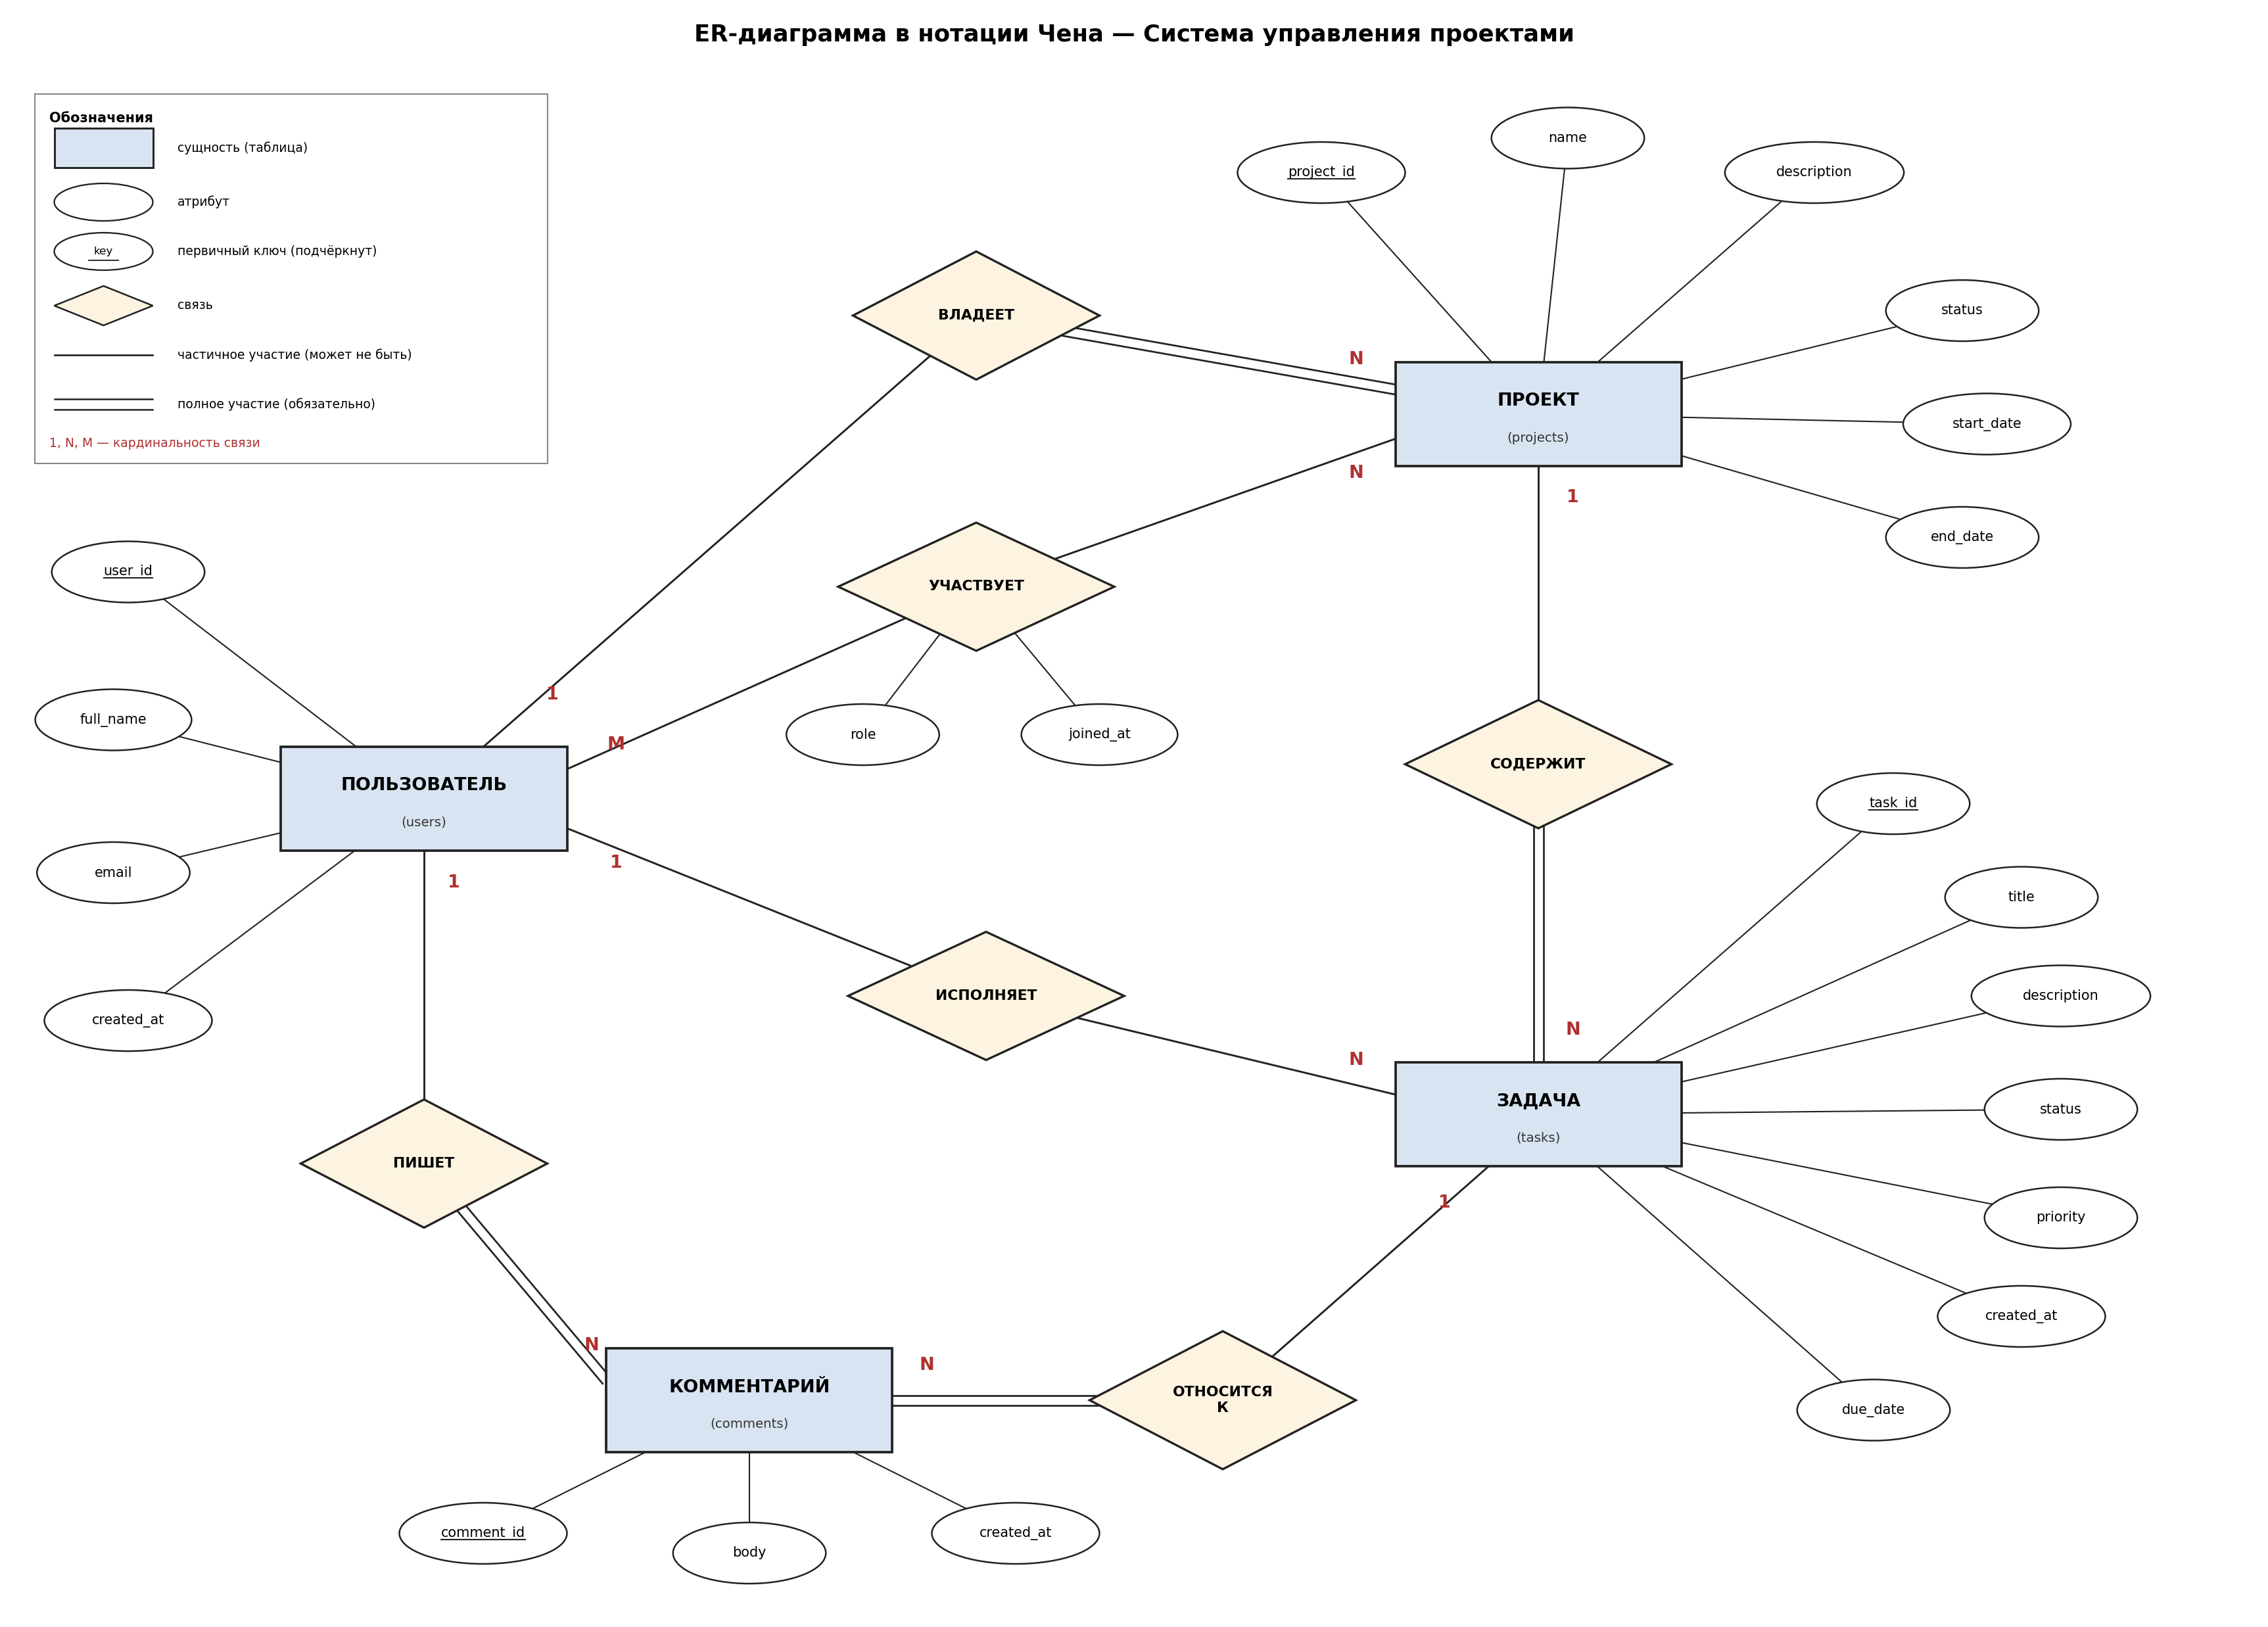 ER-диаграмма в нотации Чена — Система управления проектами
Обозначения
сущность (таблица)
атрибут
key
первичный ключ (подчёркнут)
связь
частичное участие (может не быть)
полное участие (обязательно)
1, N, M — кардинальность связи
project_id
name
description
status
start_date
end_date
ВЛАДЕЕТ
N
ПРОЕКТ
(projects)
N
1
УЧАСТВУЕТ
role
joined_at
user_id
full_name
email
created_at
1
M
ПОЛЬЗОВАТЕЛЬ
(users)
1
1
СОДЕРЖИТ
N
ИСПОЛНЯЕТ
N
task_id
title
description
status
priority
created_at
due_date
ЗАДАЧА
(tasks)
1
ПИШЕТ
N
КОММЕНТАРИЙ
(comments)
N
ОТНОСИТСЯ
К
comment_id
body
created_at